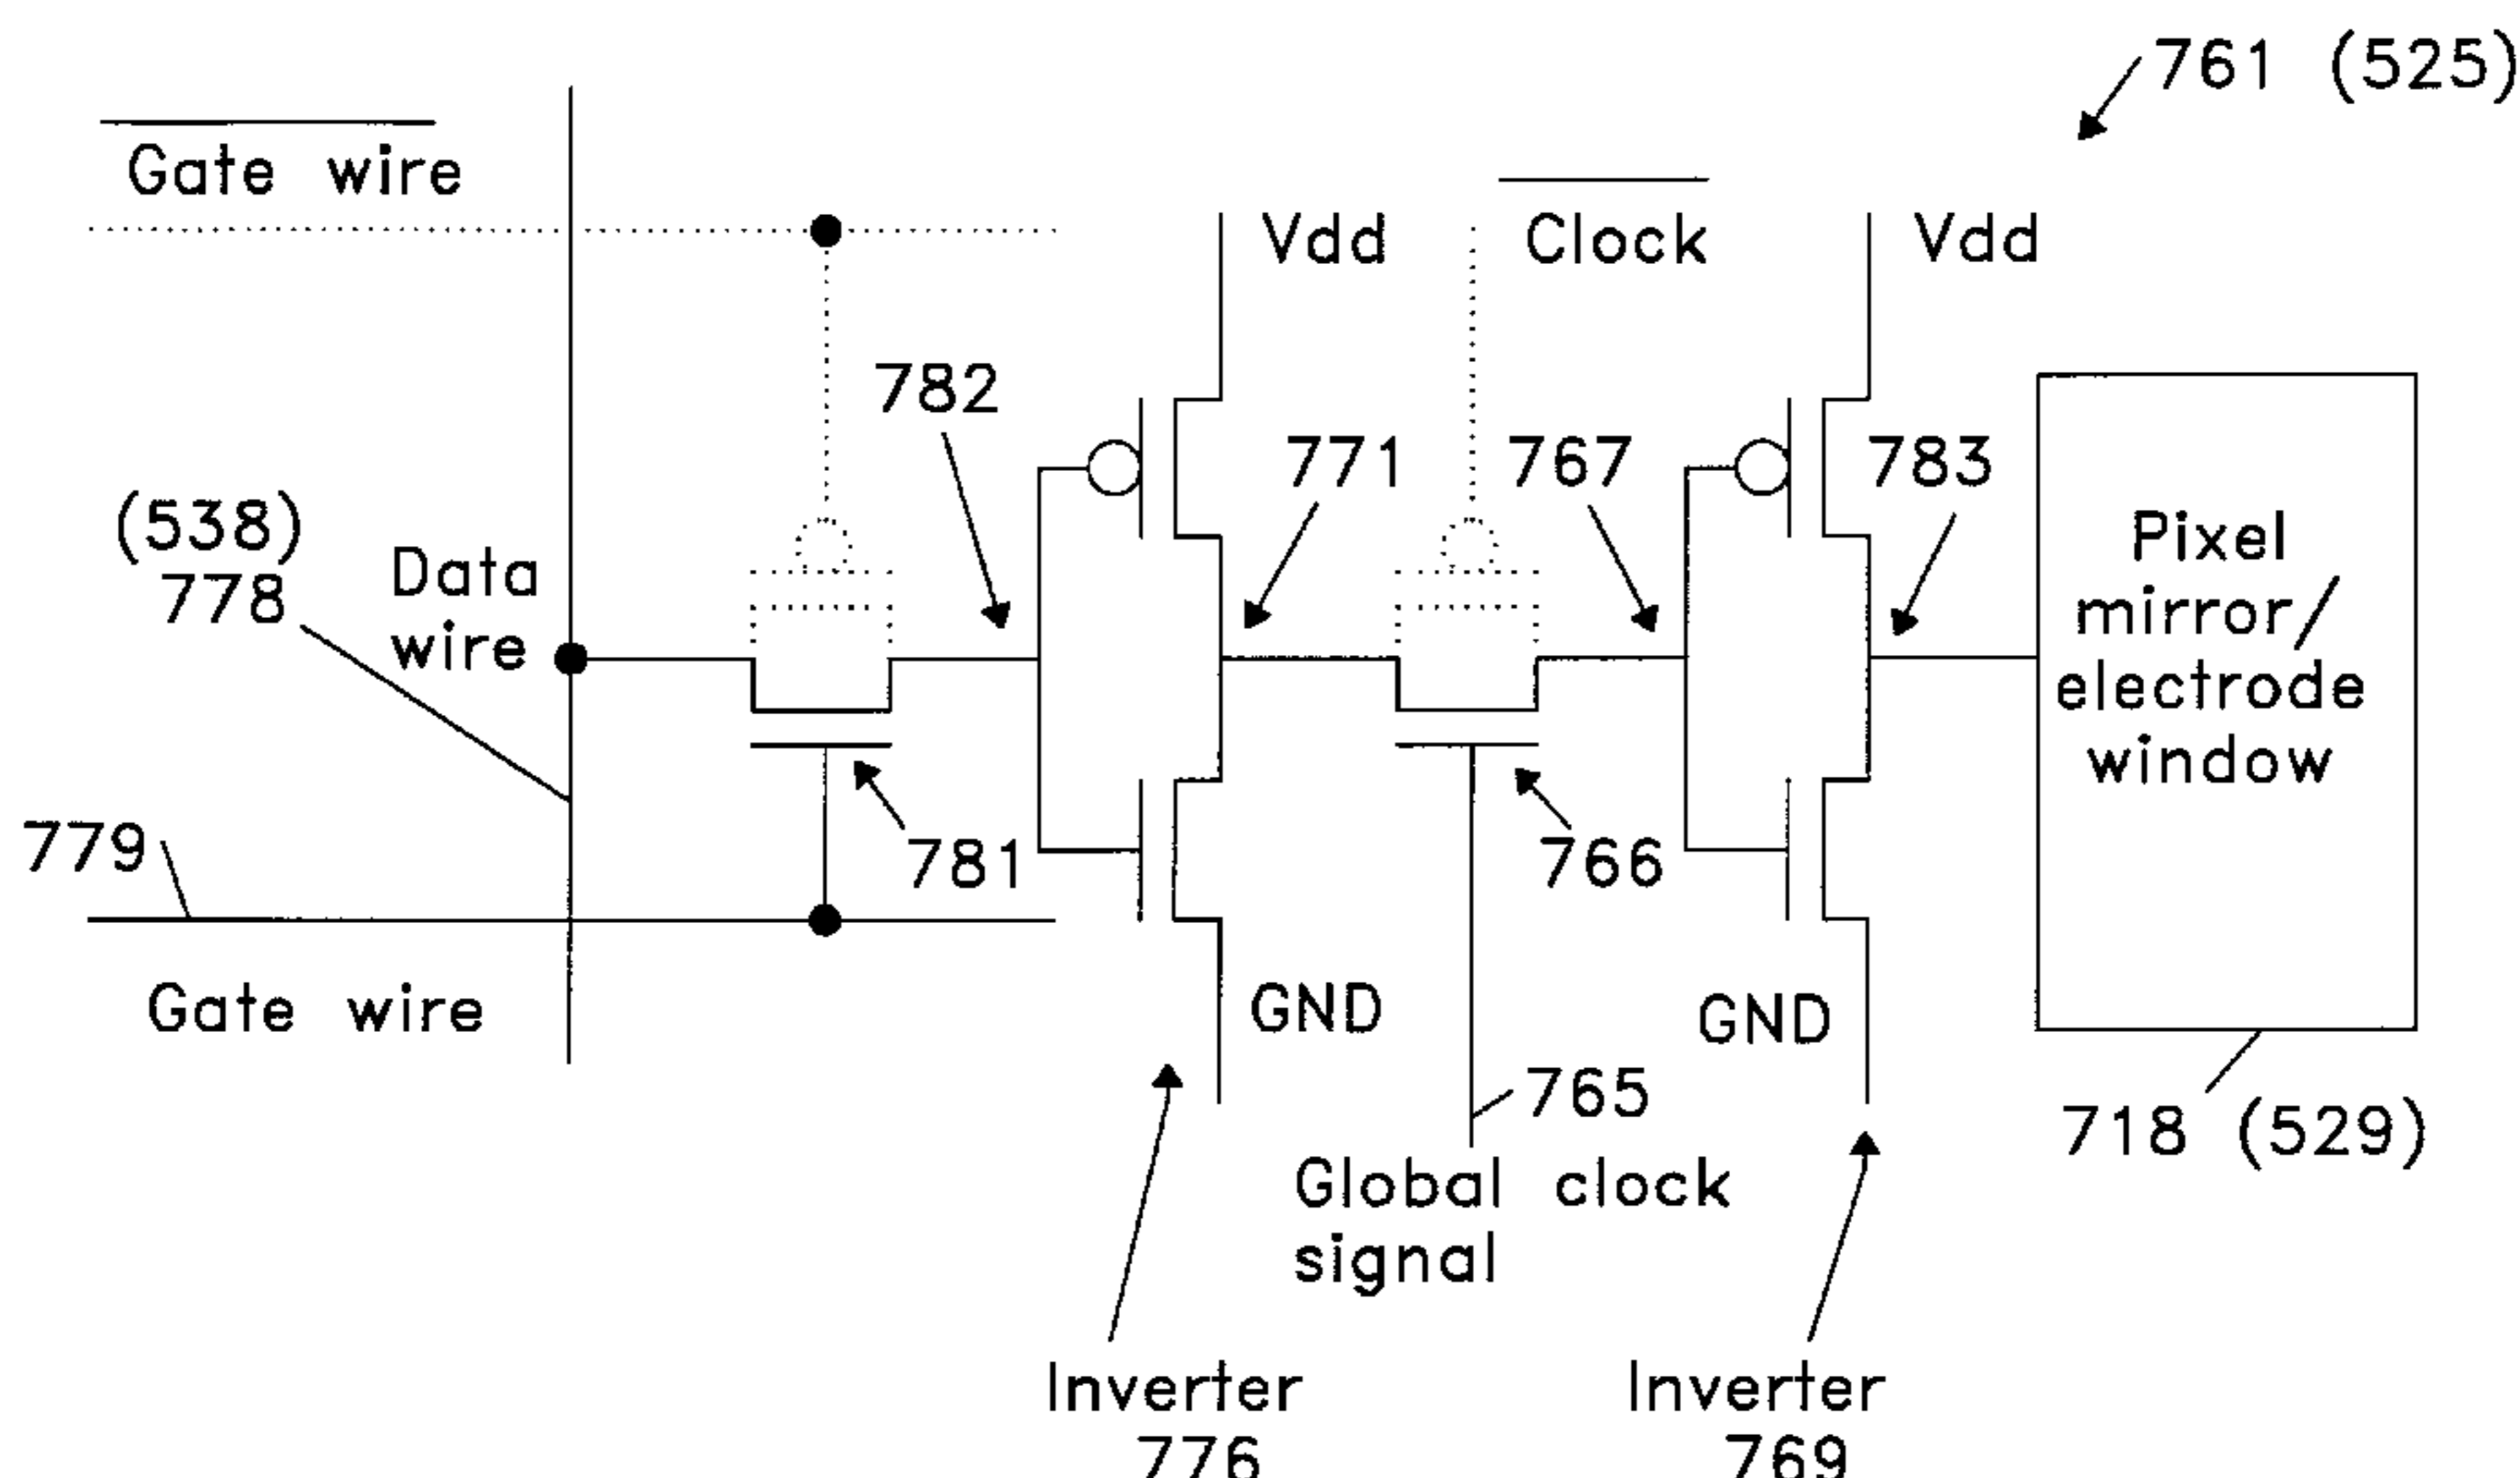 761 (525)
Gate wire
Vdd
Clock
Vdd
782
771
767
783
(538)
778
Data
wire
Pixel
mirror/
electrode
window
779
781
766
Gate wire
GND
GND
765
718 (529)
Global clock
signal
Inverter
776
Inverter
769